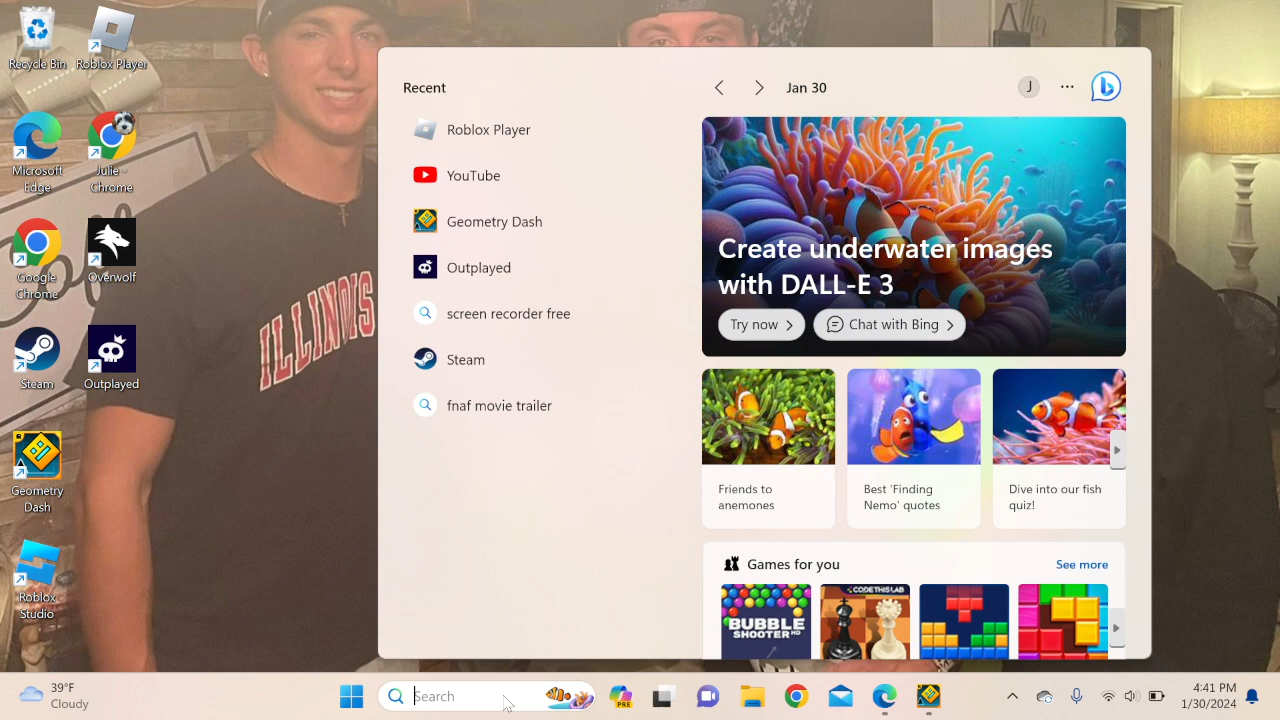 Recycle Bin
Roblox Player
Microsoft
Edge
Julie -
Chrome
Google
Chrome
Overwolf
Steam
Outplayed
Geometry
Dash
Roblox
Studio
ILLINOIS
Recent
Roblox Player
YouTube
Geometry Dash
Outplayed
screen recorder free
Steam
fnaf movie trailer
Jan 30
J
Create underwater images
with DALL-E 3
Try now
Chat with Bing
Friends to
anemones
Best 'Finding
Nemo' quotes
Dive into our fish
quiz!
Games for you
See more
BUBBLE
SHOOTER HD
CODETHISLAB
39°F
Cloudy
Search
PRE
4:41 PM
1/30/2024